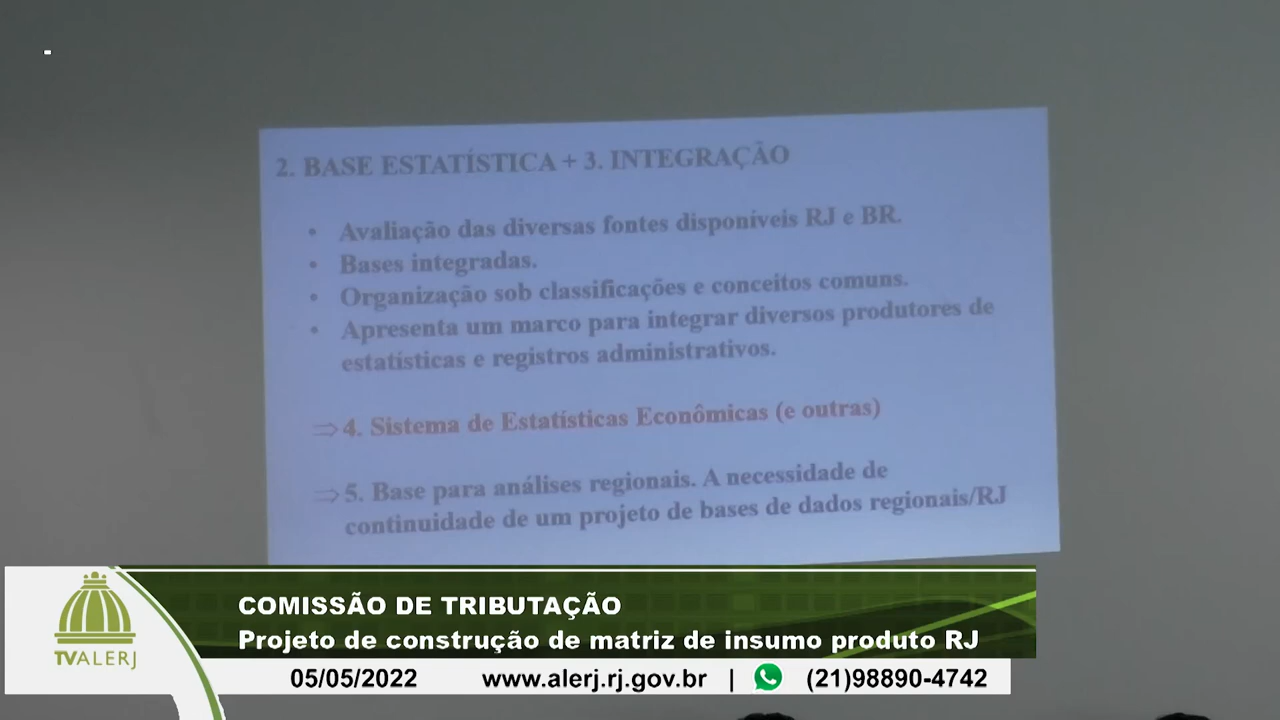 2. BASE ESTATÍSTICA + 3. INTEGRAÇÃO
• Avaliação das diversas fontes disponíveis RJ e BR.
• Bases integradas.
• Organização sob classificações e conceitos comuns.
• Apresenta um marco para integrar diversos produtores de
estatísticas e registros administrativos.
⇒4. Sistema de Estatísticas Econômicas (e outras)
⇒5. Base para análises regionais. A necessidade de
continuidade de um projeto de bases de dados regionais/RJ
COMISSÃO DE TRIBUTAÇÃO
Projeto de construção de matriz de insumo produto RJ
TVALERJ
05/05/2022 www.alerj.rj.gov.br | (21)98890-4742